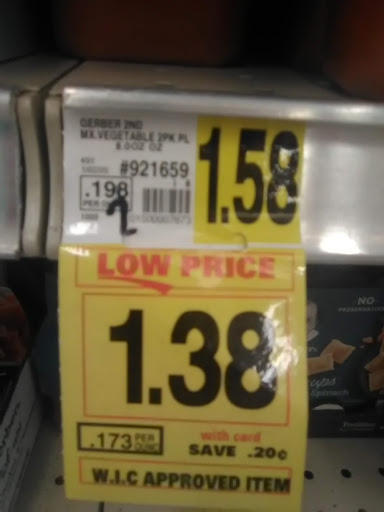 GERBER 2ND
MX.VEGETABLE 2PK PL
8.0OZ OZ
#921659
.198
1.58
2
LOW PRICE
1.38
.173 PER OUNCE
with card
SAVE .20¢
W.I.C APPROVED ITEM
NO